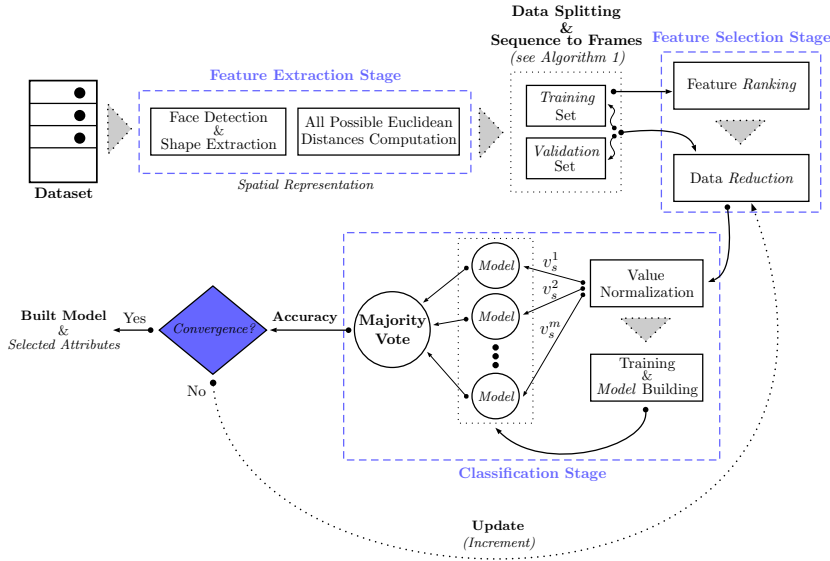 Data Splitting
&
Sequence to Frames
(see Algorithm 1)
Feature Selection Stage
Feature Extraction Stage
Dataset
Face Detection
&
Shape Extraction
All Possible Euclidean
Distances Computation
Spatial Representation
Training
Set
Validation
Set
Feature Ranking
Data Reduction
Value
Normalization
Training
&
Model Building
v_s^1
v_s^2
v_s^m
Model
Model
Model
Majority
Vote
Classification Stage
Accuracy
Convergence?
Yes
No
Built Model
&
Selected Attributes
Update
(Increment)